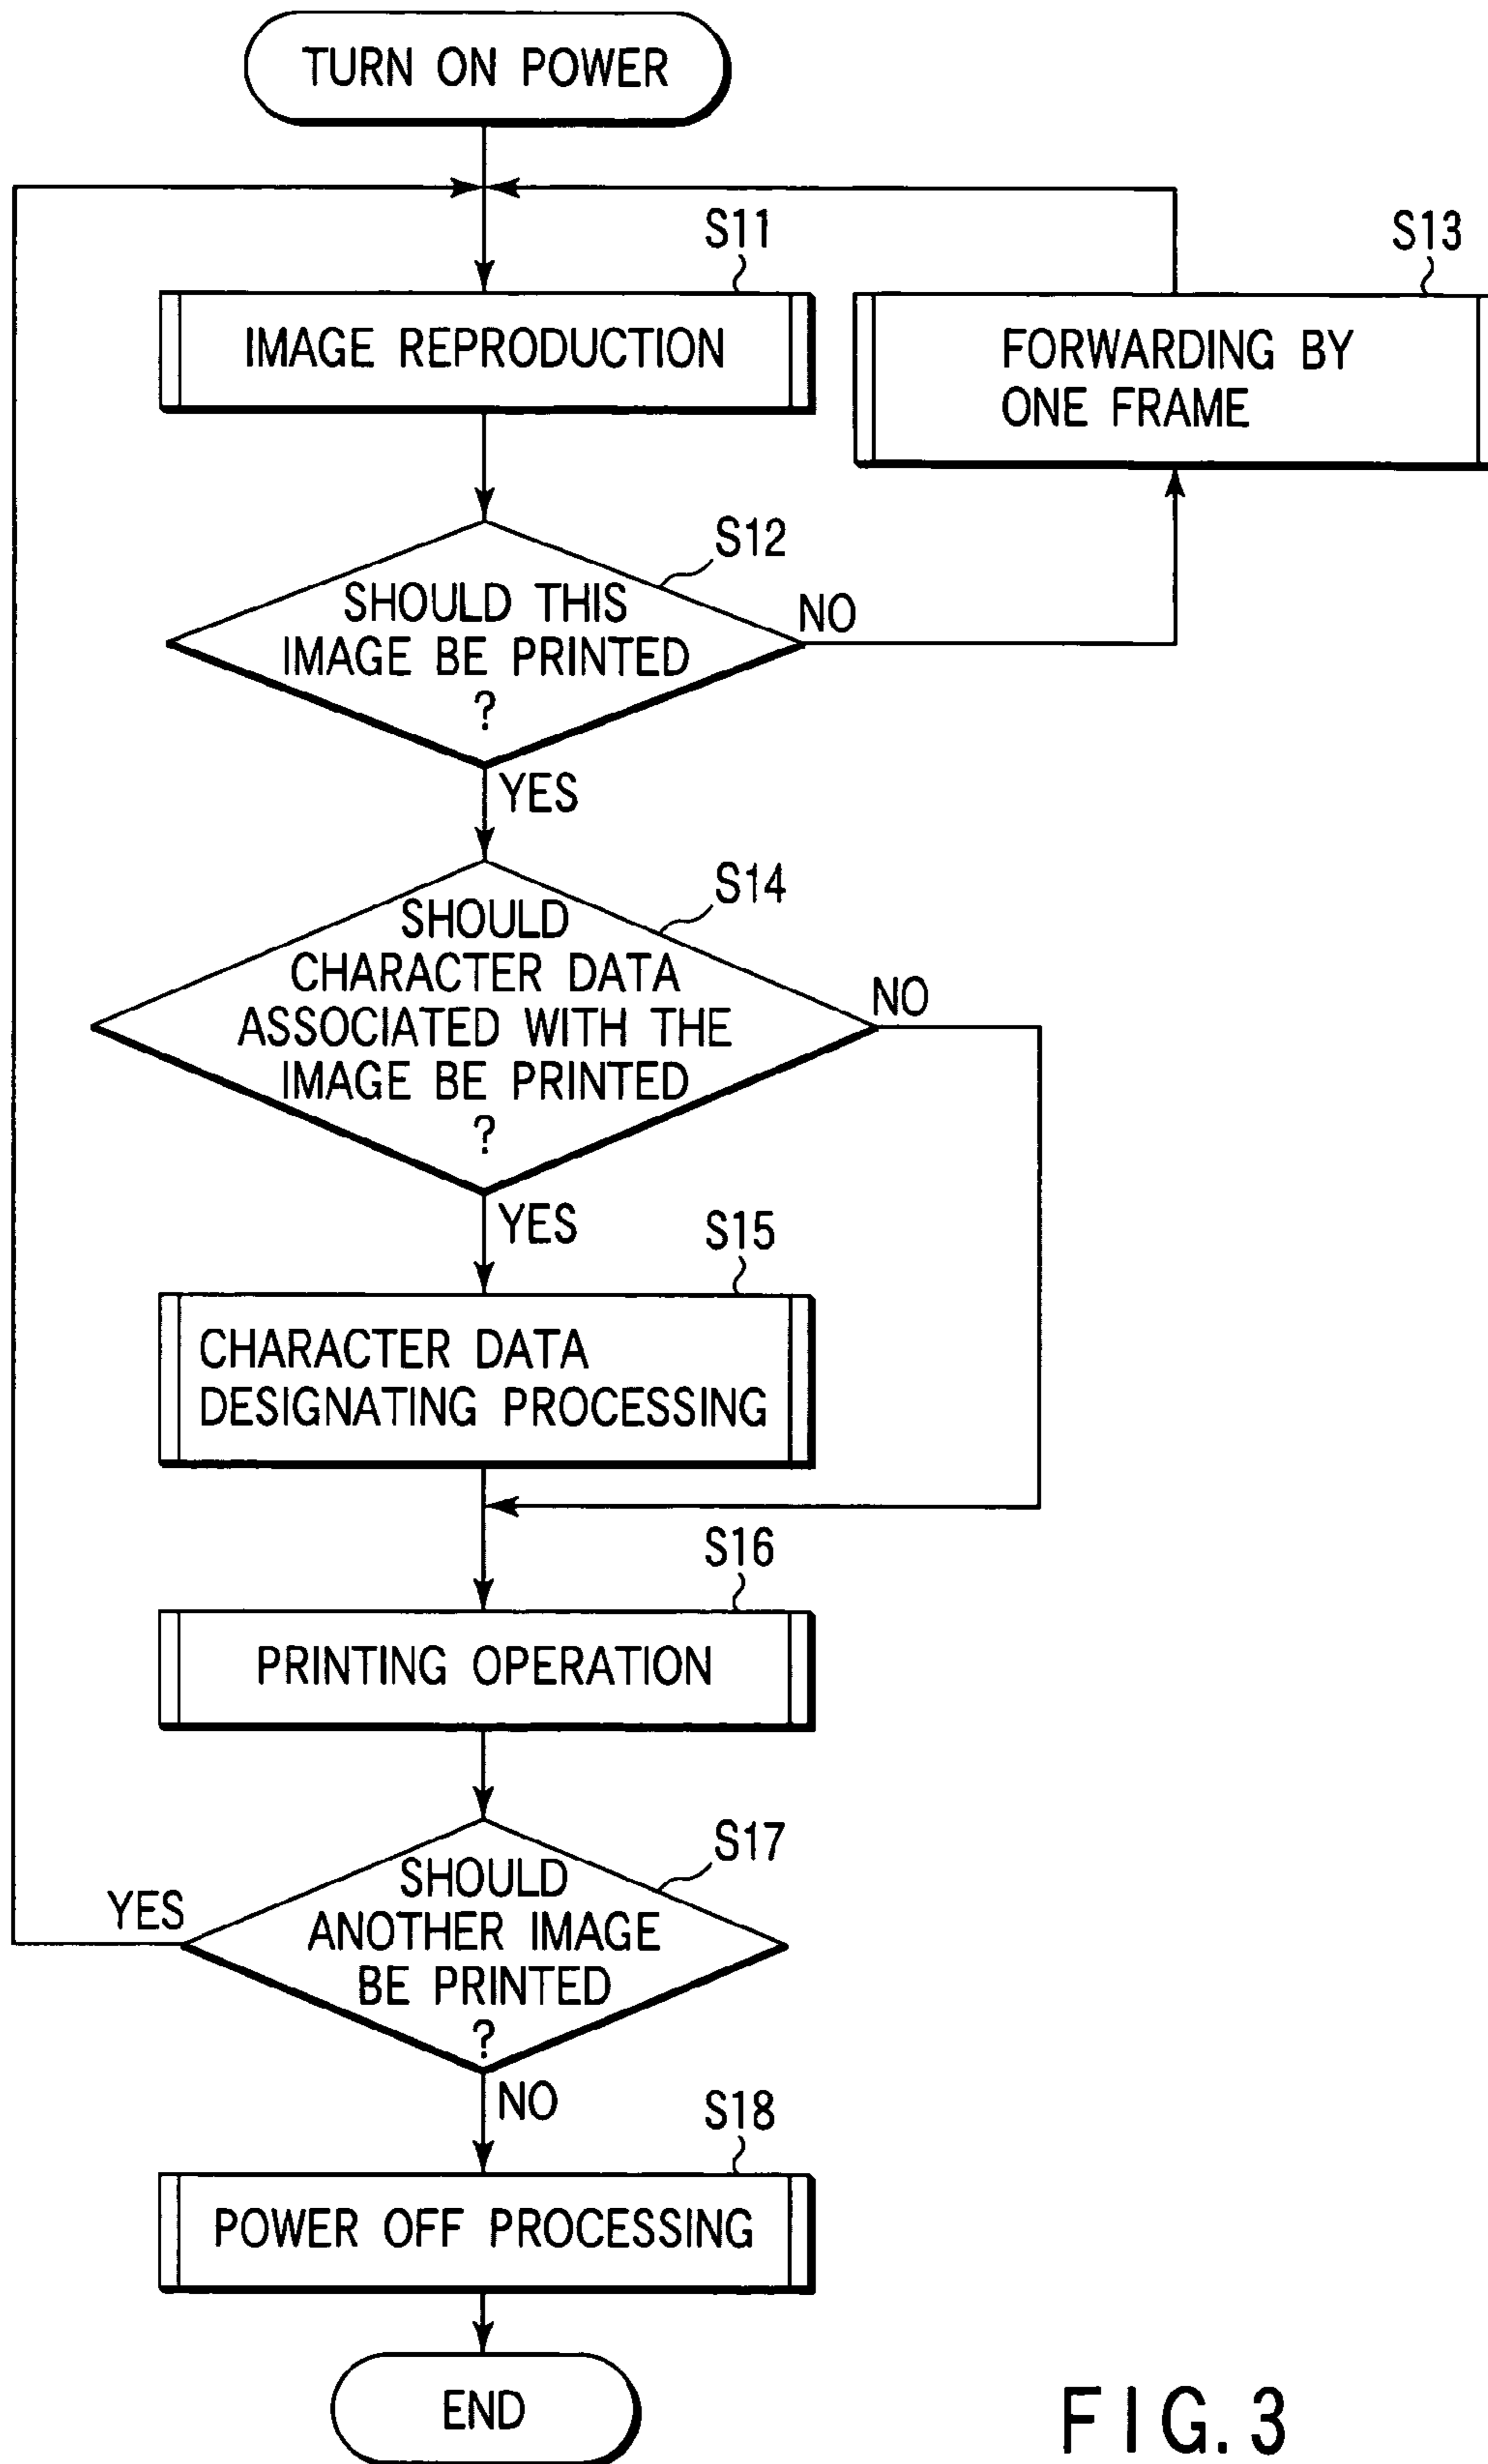 TURN ON POWER
S11
IMAGE REPRODUCTION
S13
FORWARDING BY
ONE FRAME
S12
SHOULD THIS
IMAGE BE PRINTED
?
NO
YES
S14
SHOULD
CHARACTER DATA
ASSOCIATED WITH THE
IMAGE BE PRINTED
?
NO
YES
S15
CHARACTER DATA
DESIGNATING PROCESSING
S16
PRINTING OPERATION
S17
SHOULD
ANOTHER IMAGE
BE PRINTED
?
YES
NO
S18
POWER OFF PROCESSING
END
FIG. 3